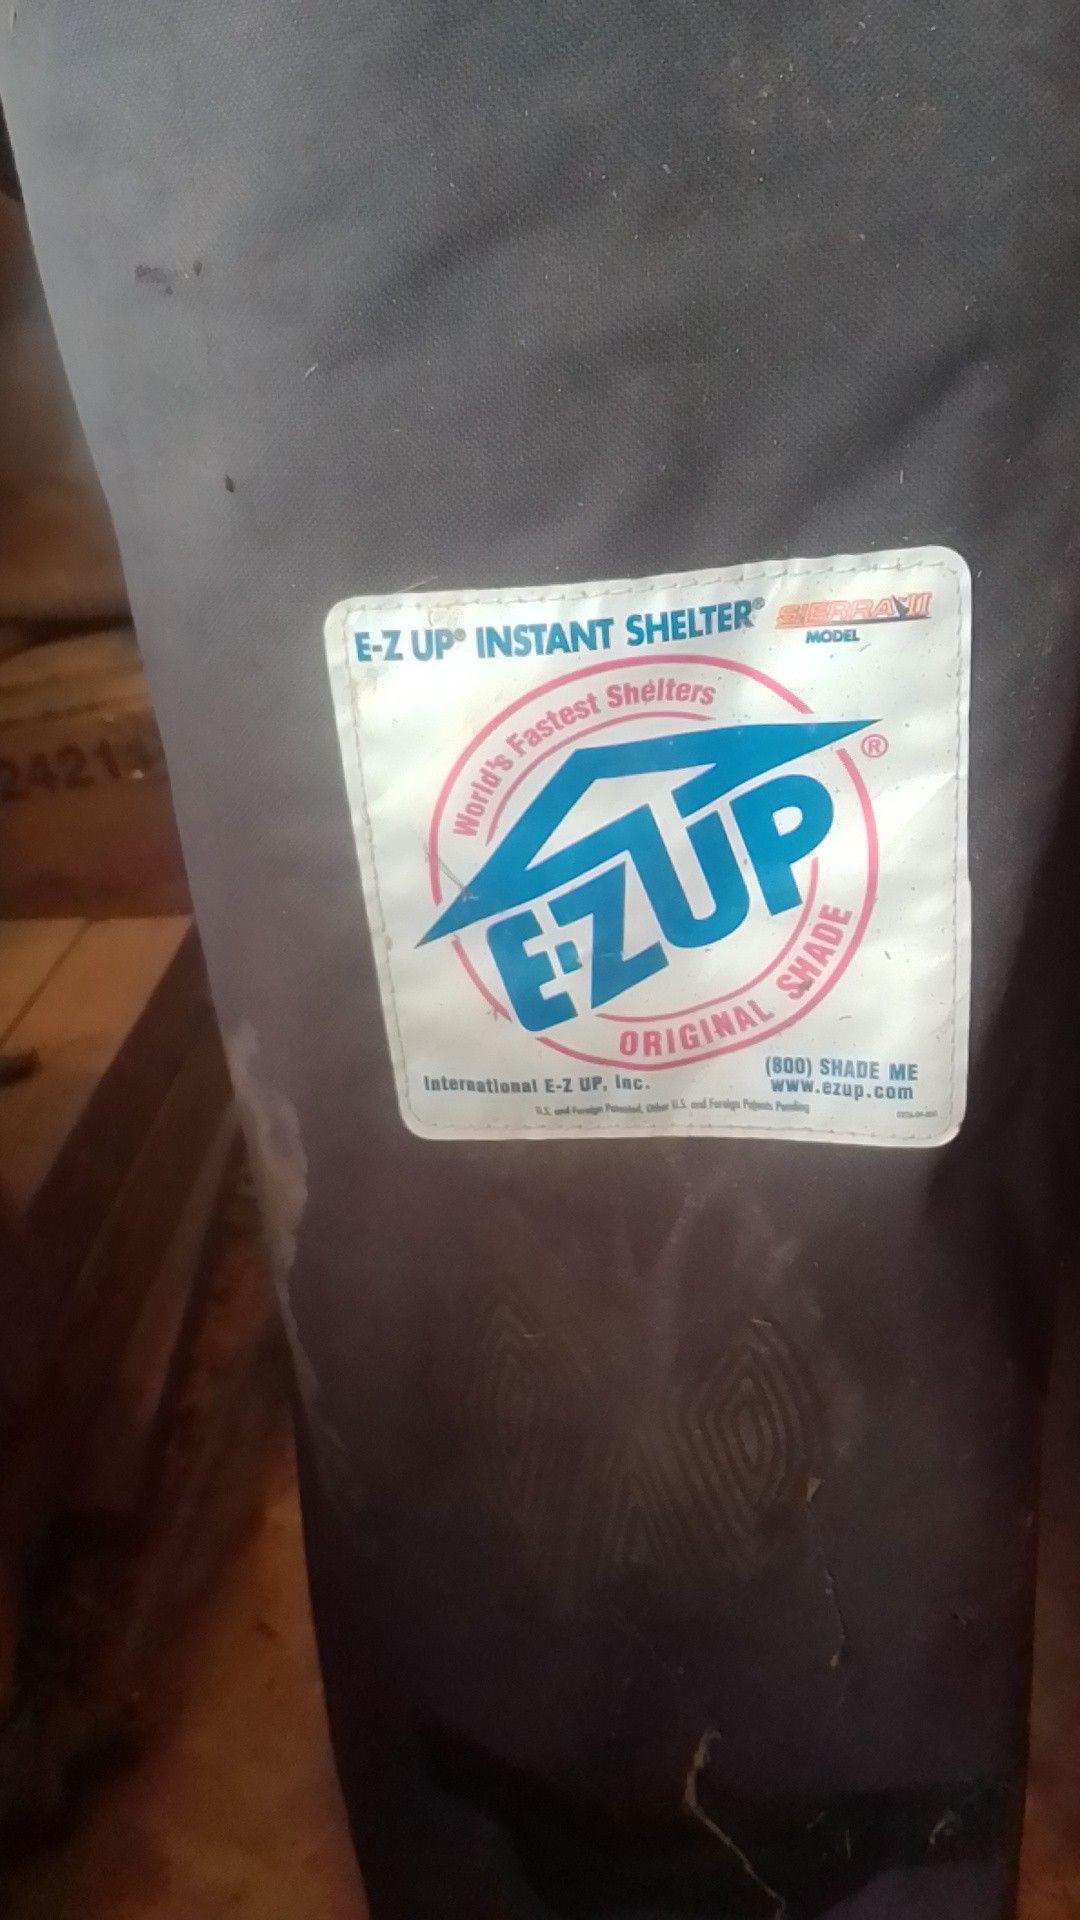 E-Z UP® INSTANT SHELTER® SIERRA II
MODEL
World's Fastest Shelters
E-Z UP ®
ORIGINAL SHADE
International E-Z UP, Inc.
(800) SHADE ME
www.ezup.com
U.S. and Foreign Patented, Other U.S. and Foreign Patents Pending